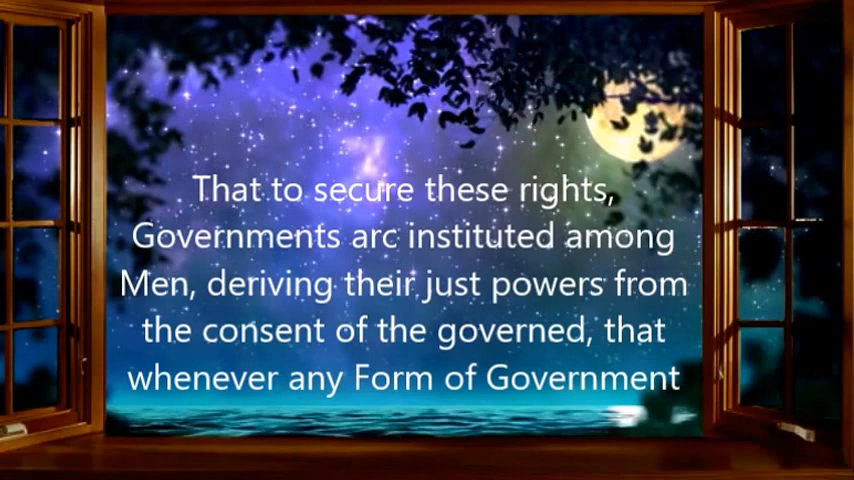 That to secure these rights,
Governments arc instituted among
Men, deriving their just powers from
the consent of the governed, that
whenever any Form of Government